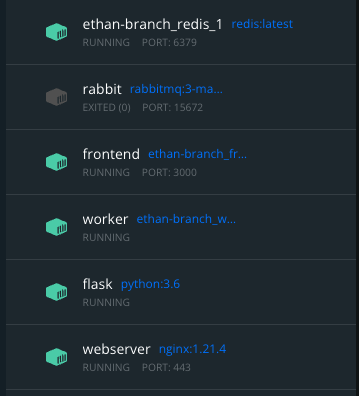 ethan-branch_redis_1 redis:latest
RUNNING PORT: 6379
rabbit rabbitmq:3-ma...
EXITED (0) PORT: 15672
frontend ethan-branch_fr...
RUNNING PORT: 3000
worker ethan-branch_w...
RUNNING
flask python:3.6
RUNNING
webserver nginx:1.21.4
RUNNING PORT: 443